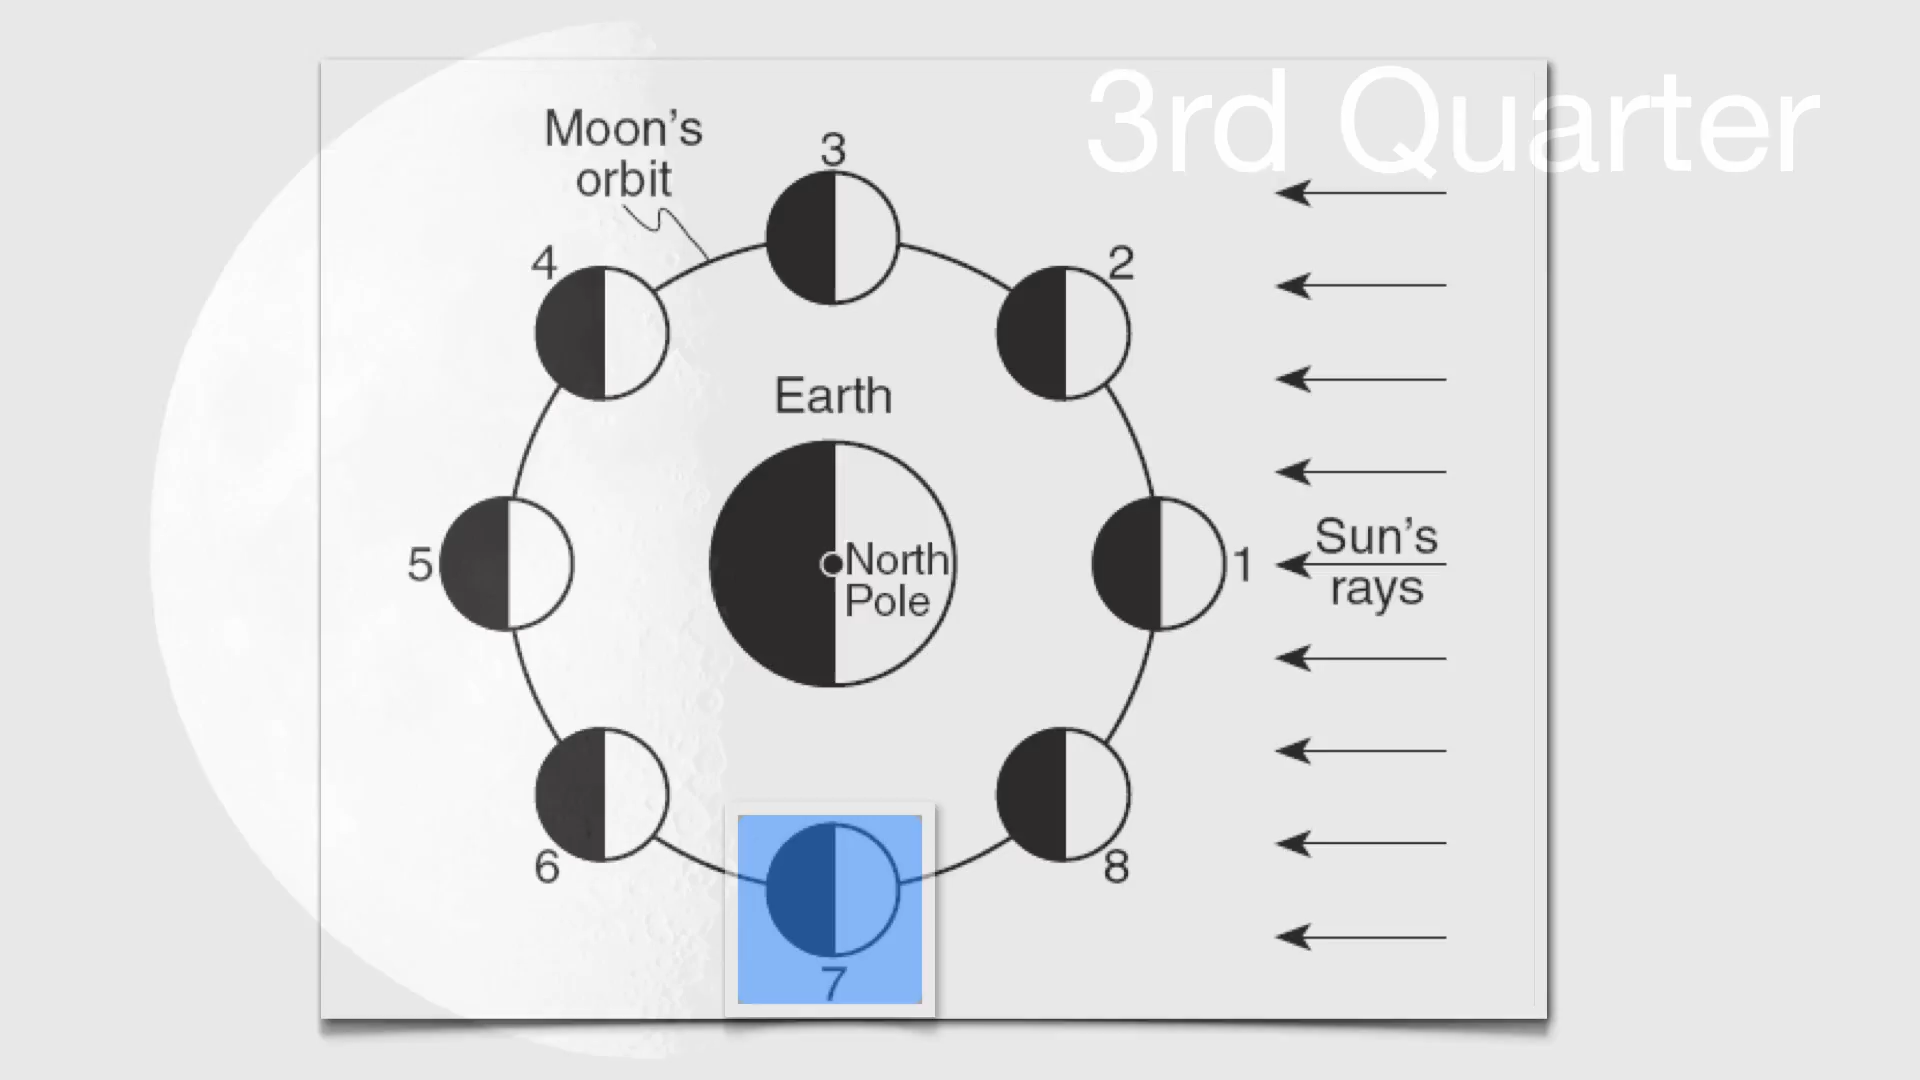 3rd Quarter
Moon's
orbit
3
4
2
Earth
5
North
Pole
1
Sun's
rays
6
8
7